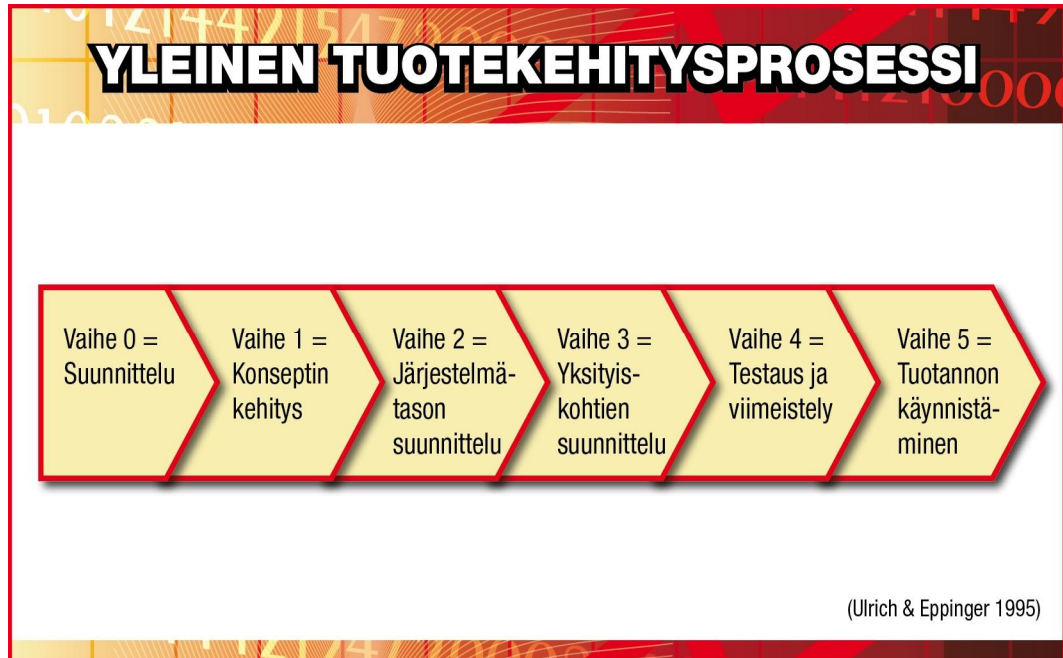 YLEINEN TUOTEKEHITYSPROSESSI
Vaihe 0 =
Suunnittelu
Vaihe 1 =
Konseptin
kehitys
Vaihe 2 =
Järjestelmä-
tason
suunnittelu
Vaihe 3 =
Yksityis-
kohtien
suunnittelu
Vaihe 4 =
Testaus ja
viimeistely
Vaihe 5 =
Tuotannon
käynnistä-
minen
(Ulrich & Eppinger 1995)